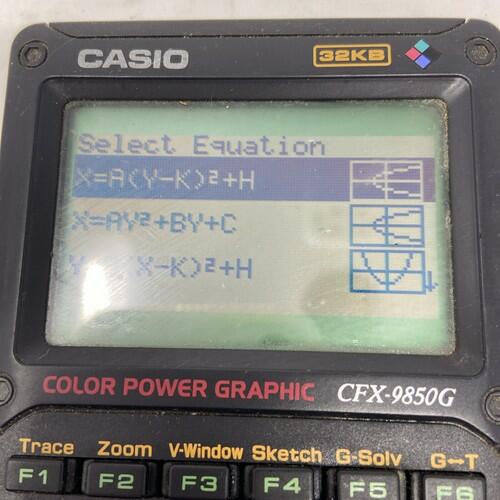 CASIO 32KB
Select Equation
X=A(Y-K)²+H
X=AY²+BY+C
X-K)²+H
COLOR POWER GRAPHIC CFX-9850G
Trace Zoom V-Window Sketch G-Solv G↔T
F1 F2 F3 F4 F5 F6